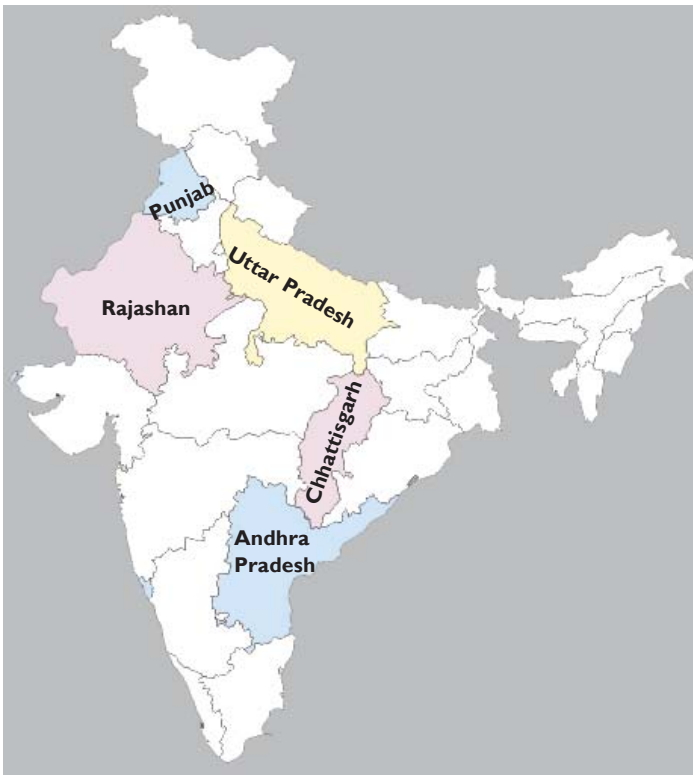 Punjab
Uttar Pradesh
Rajashan
Chhattisgarh
Andhra
Pradesh